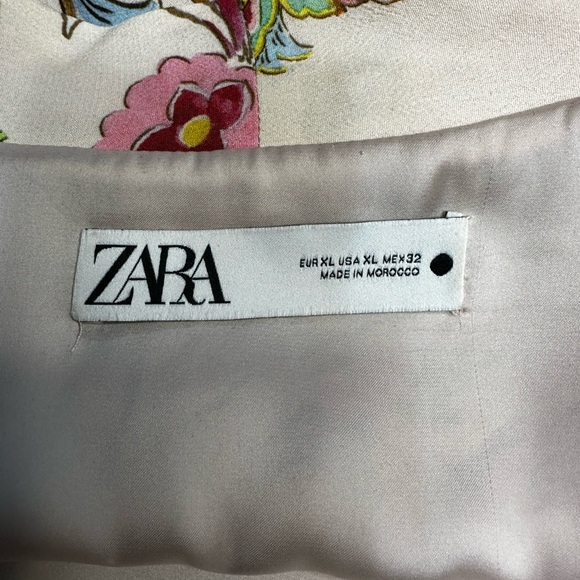 ZARA
EUR XL USA XL MEX 32
MADE IN MOROCCO